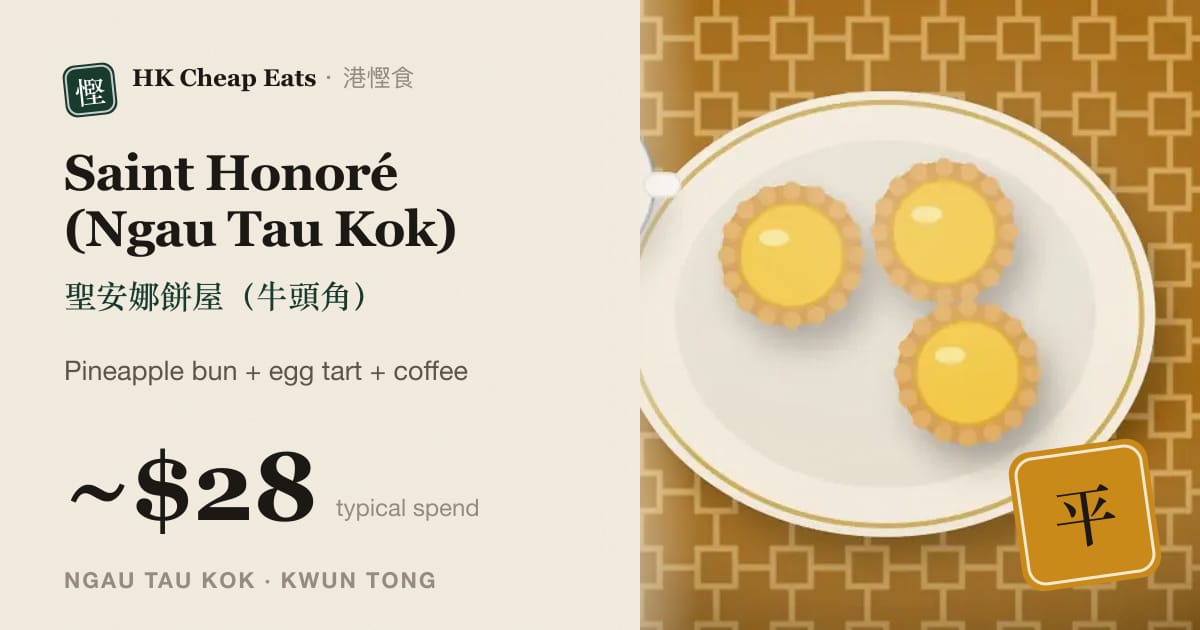 慳
HK Cheap Eats · 港慳食
Saint Honoré
(Ngau Tau Kok)
聖安娜餅屋（牛頭角）
Pineapple bun + egg tart + coffee
~$28 typical spend
NGAU TAU KOK · KWUN TONG
平